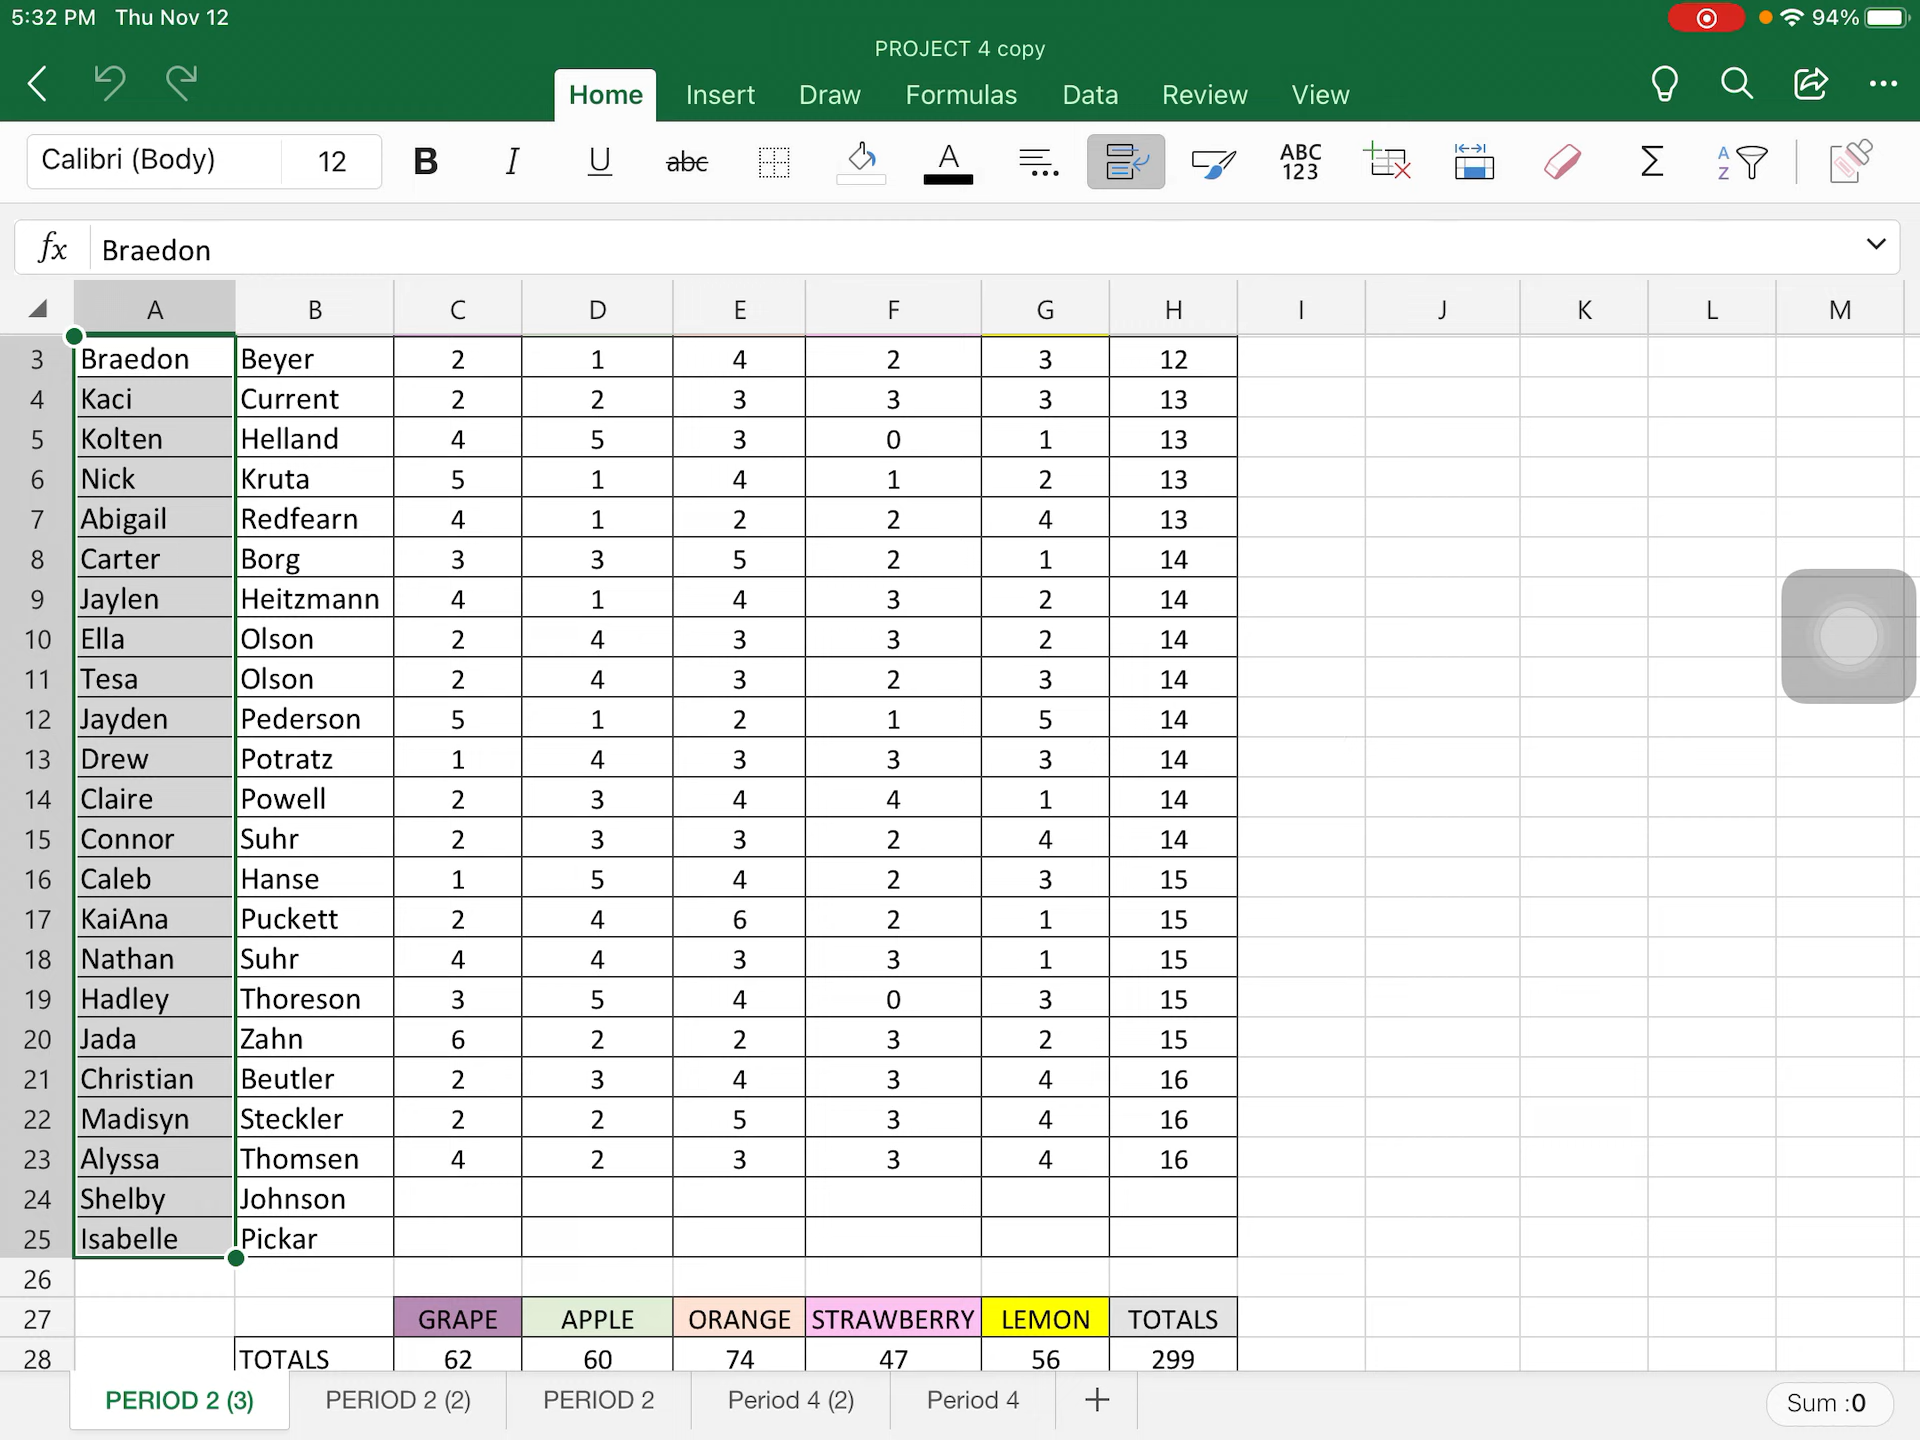 5:32 PM Thu Nov 12 94%
PROJECT 4 copy
Home Insert Draw Formulas Data Review View
Calibri (Body) 12 B I U abc A ABC 123 Σ A Z
fx Braedon
A B C D E F G H I J K L M
3 Braedon Beyer 2 1 4 2 3 12
4 Kaci Current 2 2 3 3 3 13
5 Kolten Helland 4 5 3 0 1 13
6 Nick Kruta 5 1 4 1 2 13
7 Abigail Redfearn 4 1 2 2 4 13
8 Carter Borg 3 3 5 2 1 14
9 Jaylen Heitzmann 4 1 4 3 2 14
10 Ella Olson 2 4 3 3 2 14
11 Tesa Olson 2 4 3 2 3 14
12 Jayden Pederson 5 1 2 1 5 14
13 Drew Potratz 1 4 3 3 3 14
14 Claire Powell 2 3 4 4 1 14
15 Connor Suhr 2 3 3 2 4 14
16 Caleb Hanse 1 5 4 2 3 15
17 KaiAna Puckett 2 4 6 2 1 15
18 Nathan Suhr 4 4 3 3 1 15
19 Hadley Thoreson 3 5 4 0 3 15
20 Jada Zahn 6 2 2 3 2 15
21 Christian Beutler 2 3 4 3 4 16
22 Madisyn Steckler 2 2 5 3 4 16
23 Alyssa Thomsen 4 2 3 3 4 16
24 Shelby Johnson
25 Isabelle Pickar
26
27 GRAPE APPLE ORANGE STRAWBERRY LEMON TOTALS
28 TOTALS 62 60 74 47 56 299
PERIOD 2 (3) PERIOD 2 (2) PERIOD 2 Period 4 (2) Period 4 + Sum :0